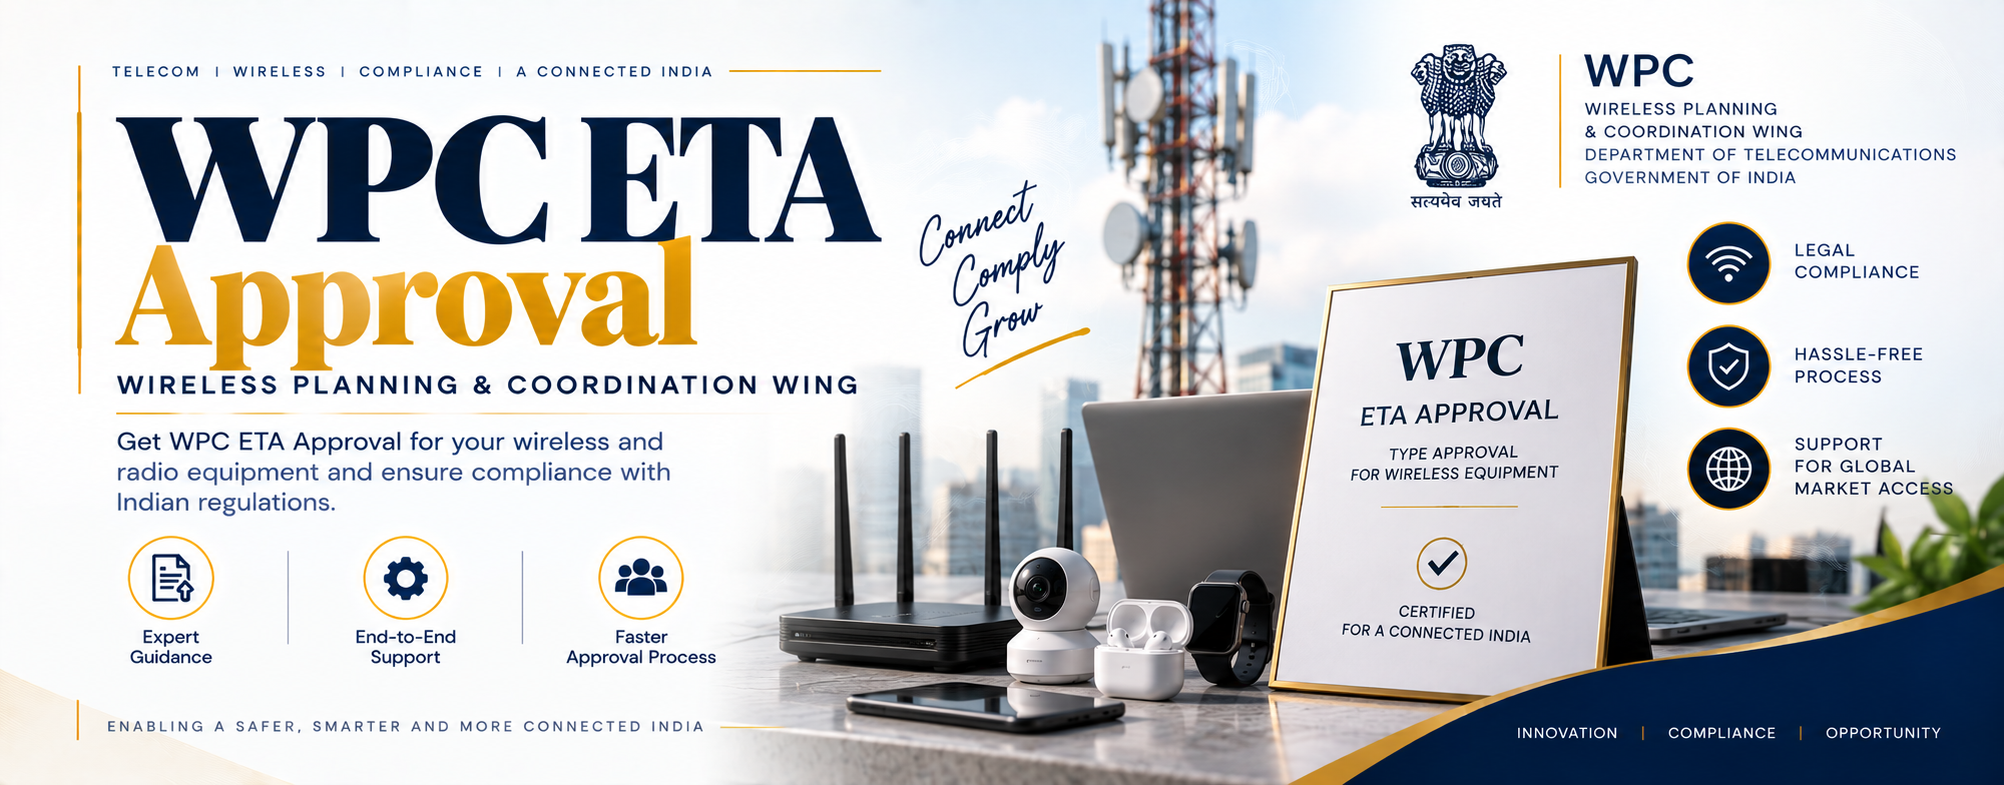 TELECOM | WIRELESS | COMPLIANCE | A CONNECTED INDIA
WPC ETA
Approval
WIRELESS PLANNING & COORDINATION WING
Get WPC ETA Approval for your wireless and
radio equipment and ensure compliance with
Indian regulations.
Expert
Guidance
End-to-End
Support
Faster
Approval Process
ENABLING A SAFER, SMARTER AND MORE CONNECTED INDIA
Connect
Comply
Grow
सत्यमेव जयते
WPC
WIRELESS PLANNING
& COORDINATION WING
DEPARTMENT OF TELECOMMUNICATIONS
GOVERNMENT OF INDIA
LEGAL
COMPLIANCE
HASSLE-FREE
PROCESS
SUPPORT
FOR GLOBAL
MARKET ACCESS
WPC
ETA APPROVAL
TYPE APPROVAL
FOR WIRELESS EQUIPMENT
CERTIFIED
FOR A CONNECTED INDIA
INNOVATION | COMPLIANCE | OPPORTUNITY